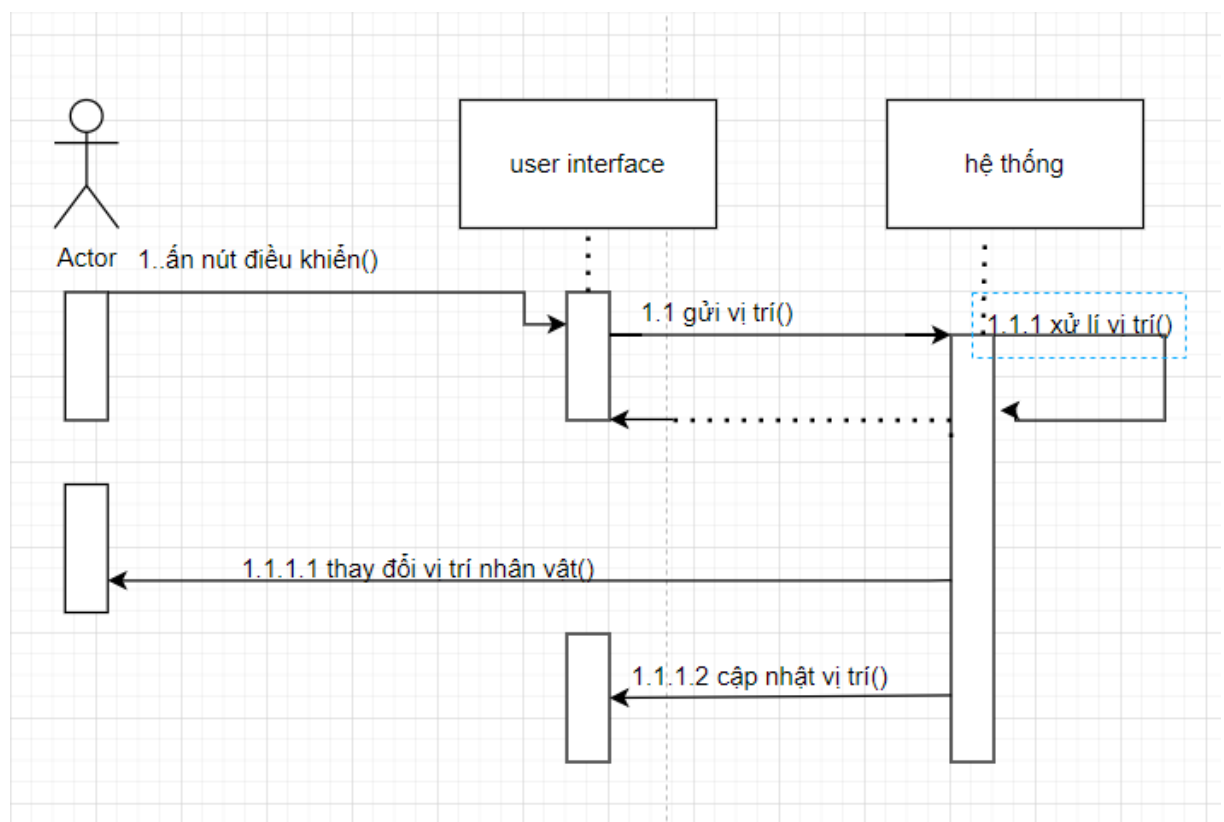 user interface
hệ thống
Actor
1..ấn nút điều khiển()
1.1 gửi vị trí()
1.1.1 xử lí vị trí()
1.1.1.1 thay đổi vị trí nhân vật()
1.1.1.2 cập nhật vị trí()